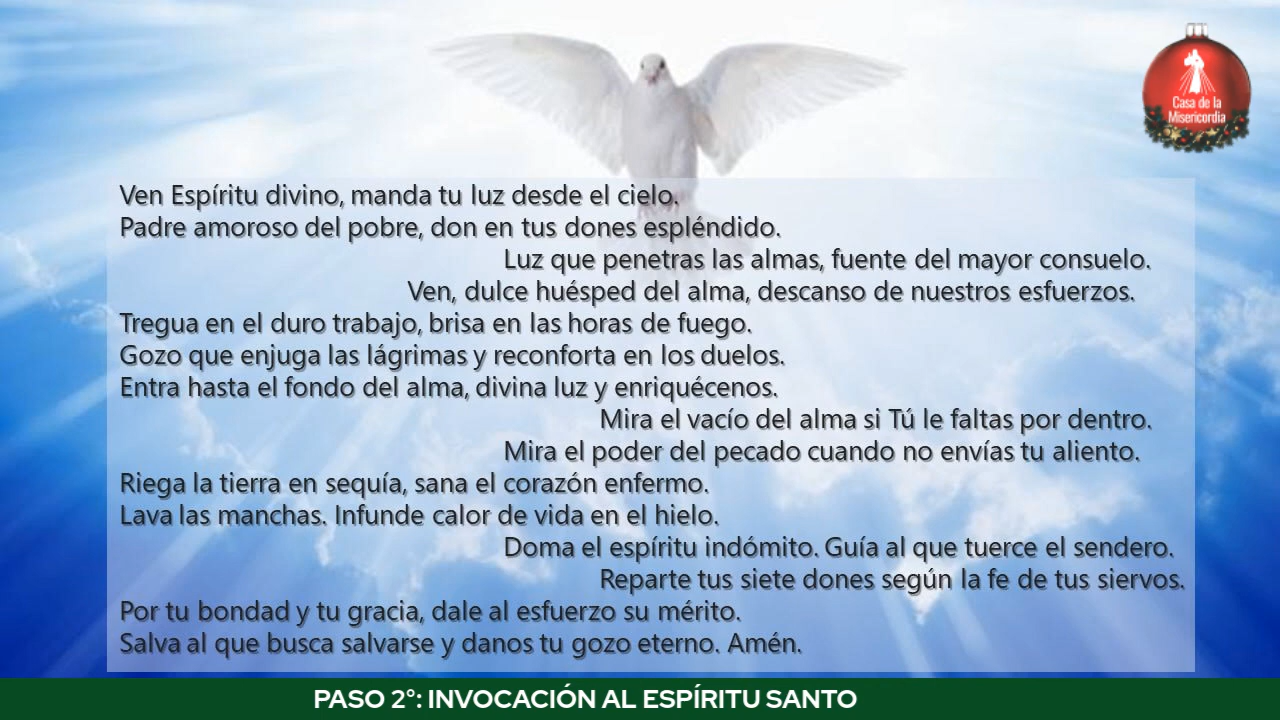 Casa de la
Misericordia
Ven Espíritu divino, manda tu luz desde el cielo.
Padre amoroso del pobre, don en tus dones espléndido.
Luz que penetras las almas, fuente del mayor consuelo.
Ven, dulce huésped del alma, descanso de nuestros esfuerzos.
Tregua en el duro trabajo, brisa en las horas de fuego.
Gozo que enjuga las lágrimas y reconforta en los duelos.
Entra hasta el fondo del alma, divina luz y enriquécenos.
Mira el vacío del alma si Tú le faltas por dentro.
Mira el poder del pecado cuando no envías tu aliento.
Riega la tierra en sequía, sana el corazón enfermo.
Lava las manchas. Infunde calor de vida en el hielo.
Doma el espíritu indómito. Guía al que tuerce el sendero.
Reparte tus siete dones según la fe de tus siervos.
Por tu bondad y tu gracia, dale al esfuerzo su mérito.
Salva al que busca salvarse y danos tu gozo eterno. Amén.
PASO 2°: INVOCACIÓN AL ESPÍRITU SANTO